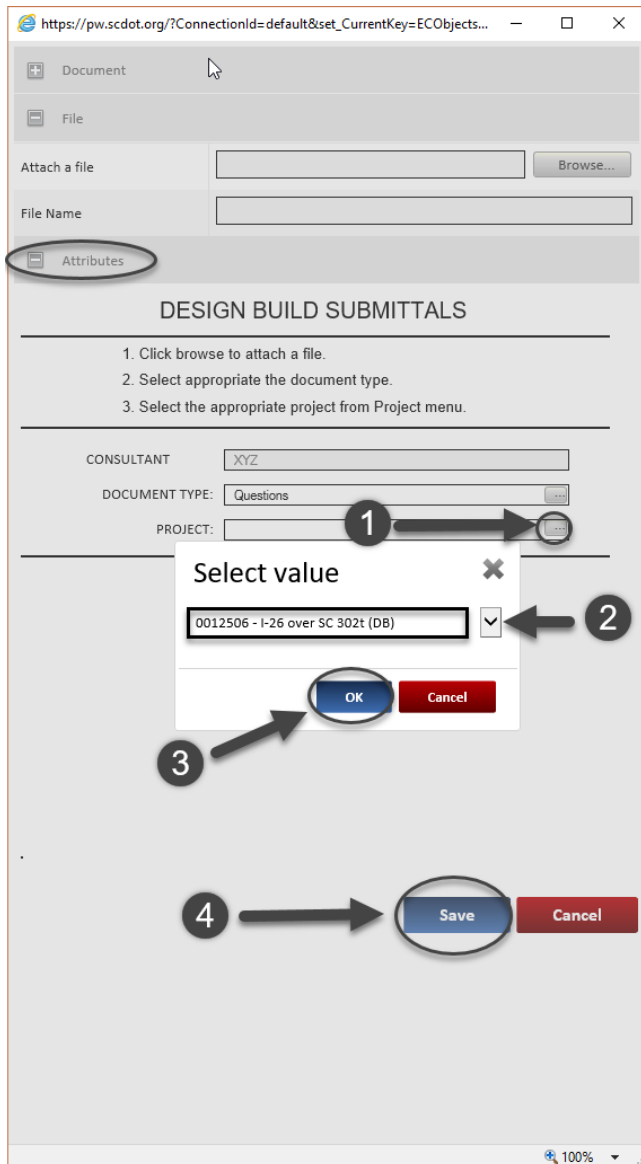 https://pw.scdot.org/?ConnectionId=default&set_CurrentKey=ECObjects...
Document
File
Attach a file
Browse...
File Name
Attributes
DESIGN BUILD SUBMITTALS
1. Click browse to attach a file.
2. Select appropriate the document type.
3. Select the appropriate project from Project menu.
CONSULTANT XYZ
DOCUMENT TYPE: Questions ...
PROJECT: 1 ...
Select value
0012506 - I-26 over SC 302t (DB) 2
OK Cancel
3
.
4 Save Cancel
100%